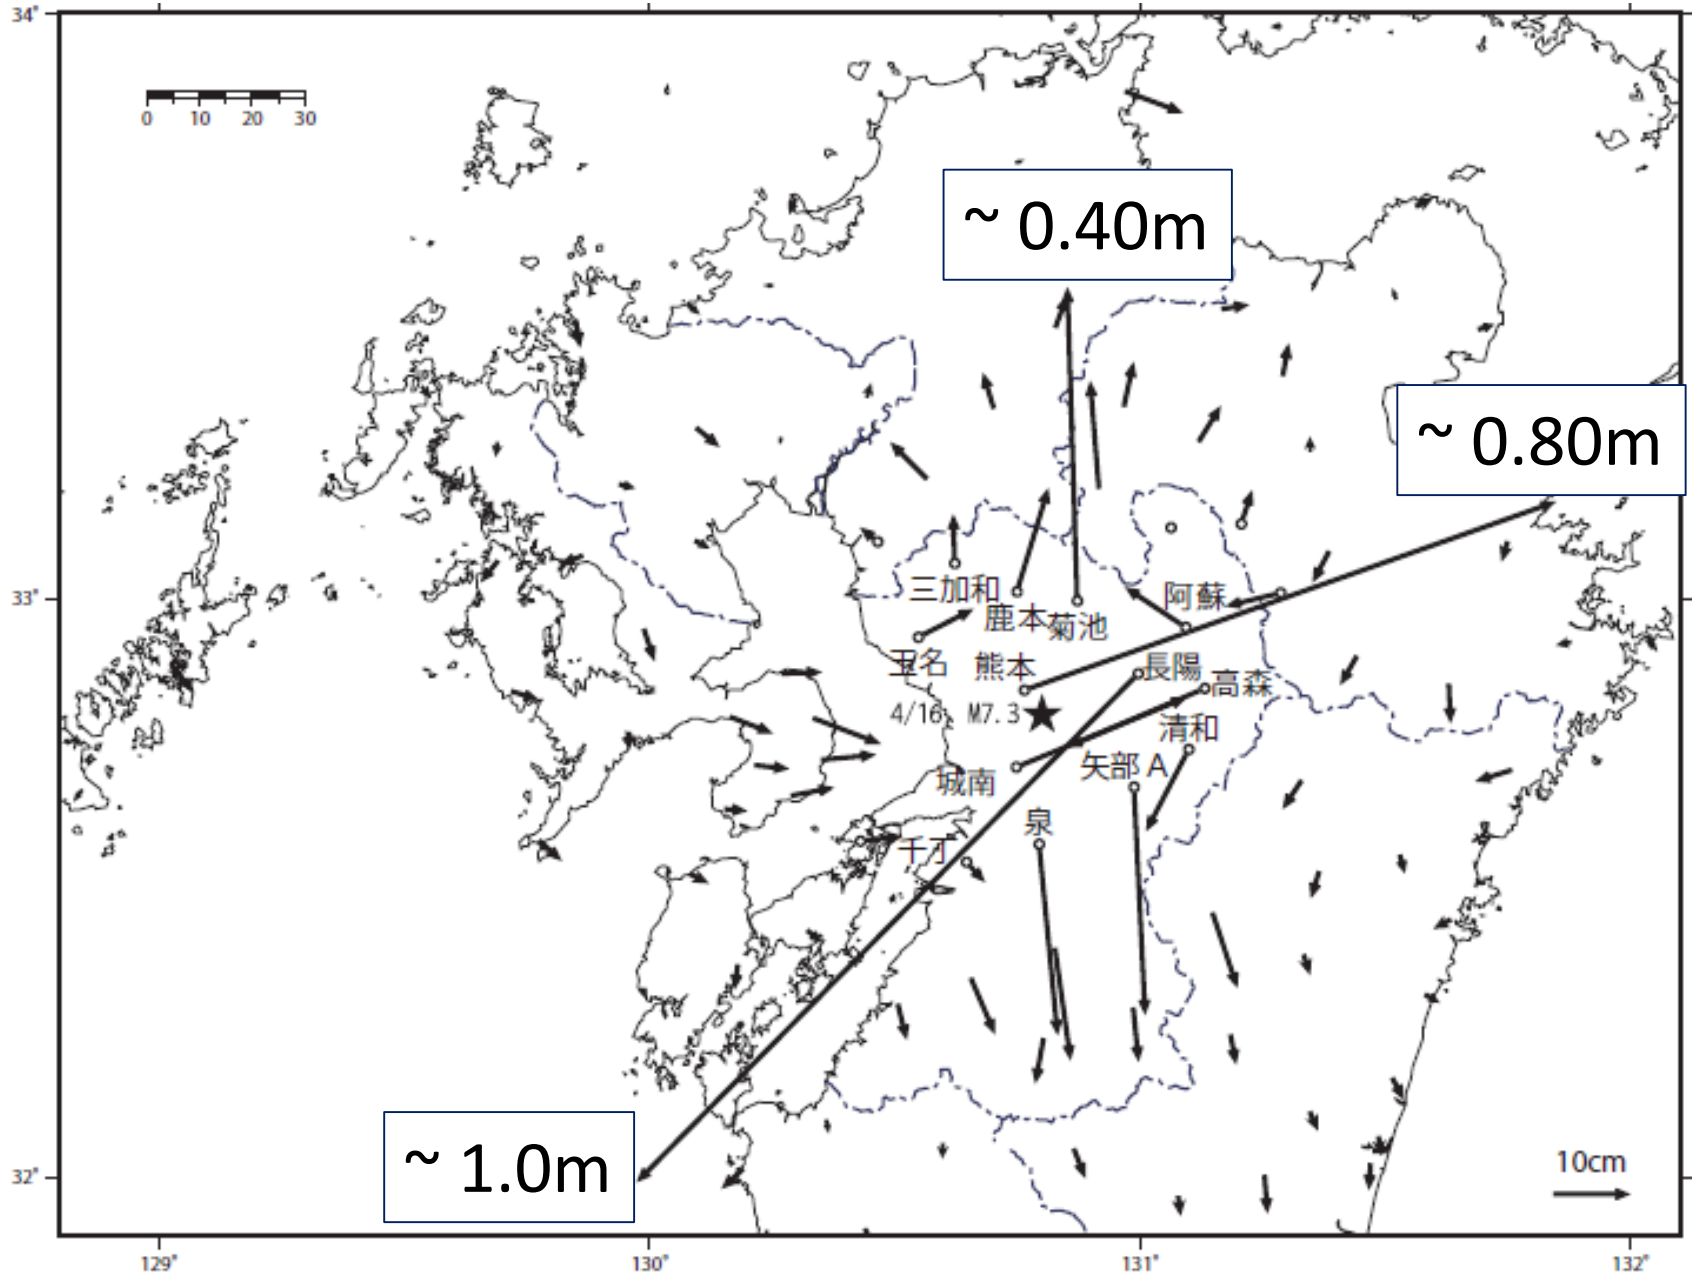 34°
0 10 20 30
~ 0.40m
~ 0.80m
33°
三加和
鹿本
菊池
阿蘇
玉名
熊本
長陽
高森
4/16 M7.3
清和
城南
矢部A
泉
千丁
~ 1.0m
32°
10cm
129° 130° 131° 132°